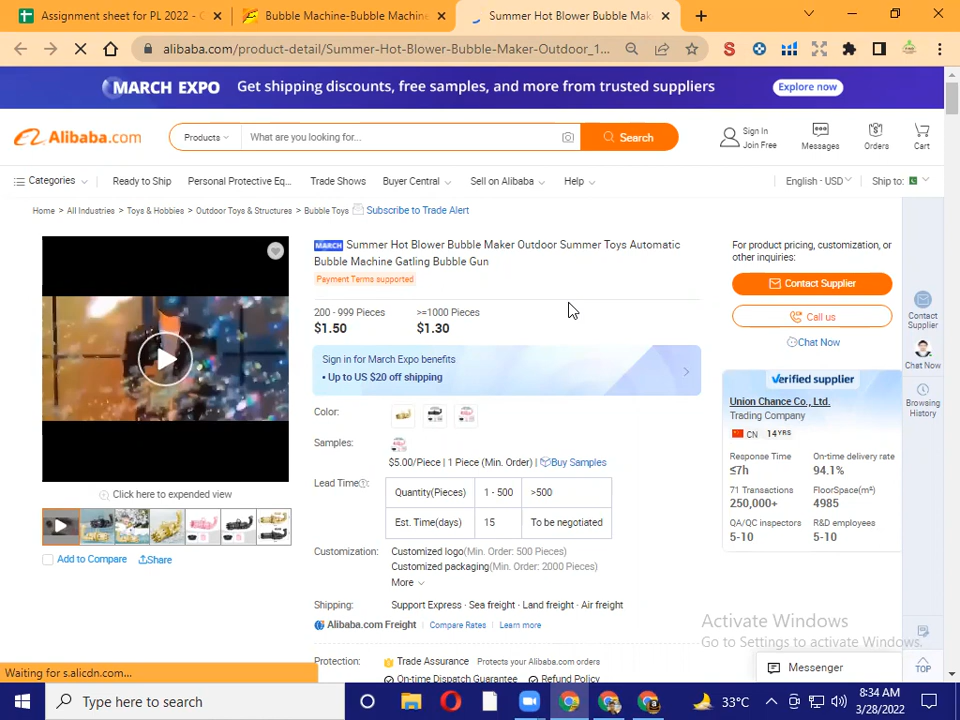 Assignment sheet for PL 2022 - C
Bubble Machine-Bubble Machine
Summer Hot Blower Bubble Mak
alibaba.com/product-detail/Summer-Hot-Blower-Bubble-Maker-Outdoor_1...
MARCH EXPO Get shipping discounts, free samples, and more from trusted suppliers Explore now
Alibaba.com Products What are you looking for... Search
Sign In
Join Free
Messages Orders Cart
Categories Ready to Ship Personal Protective Eq... Trade Shows Buyer Central Sell on Alibaba Help English - USD Ship to:
Home > All Industries > Toys & Hobbies > Outdoor Toys & Structures > Bubble Toys Subscribe to Trade Alert
MARCH Summer Hot Blower Bubble Maker Outdoor Summer Toys Automatic
Bubble Machine Gatling Bubble Gun
Payment Terms supported
200 - 999 Pieces >=1000 Pieces
$1.50 $1.30
Sign in for March Expo benefits
• Up to US $20 off shipping
Color:
Samples:
$5.00/Piece | 1 Piece (Min. Order) | Buy Samples
Lead Time
Quantity(Pieces) 1 - 500 >500
Est. Time(days) 15 To be negotiated
Customization: Customized logo(Min. Order: 500 Pieces)
Customized packaging(Min. Order: 2000 Pieces)
More
Shipping: Support Express · Sea freight · Land freight · Air freight
Alibaba.com Freight Compare Rates Learn more
Protection: Trade Assurance Protects your Alibaba.com orders
On-time Dispatch Guarantee Refund Policy
Click here to expended view
Add to Compare Share
For product pricing, customization, or
other inquiries:
Contact Supplier
Call us
Chat Now
Verified supplier
Union Chance Co., Ltd.
Trading Company
CN 14YRS
Response Time On-time delivery rate
≤7h 94.1%
71 Transactions FloorSpace(m²)
250,000+ 4985
QA/QC inspectors R&D employees
5-10 5-10
Contact
Supplier
Chat Now
Browsing
History
Activate Windows
Go to Settings to activate Windows.
Messenger
TOP
Waiting for s.alicdn.com...
Type here to search
33°C
8:34 AM
3/28/2022